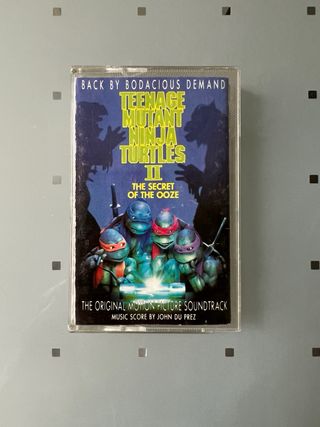 BACK BY BODACIOUS DEMAND
TEENAGE
MUTANT
NINJA
TURTLES
II
THE SECRET
OF THE OOZE
THE ORIGINAL MOTION PICTURE SOUNDTRACK
MUSIC SCORE BY JOHN DU PREZ